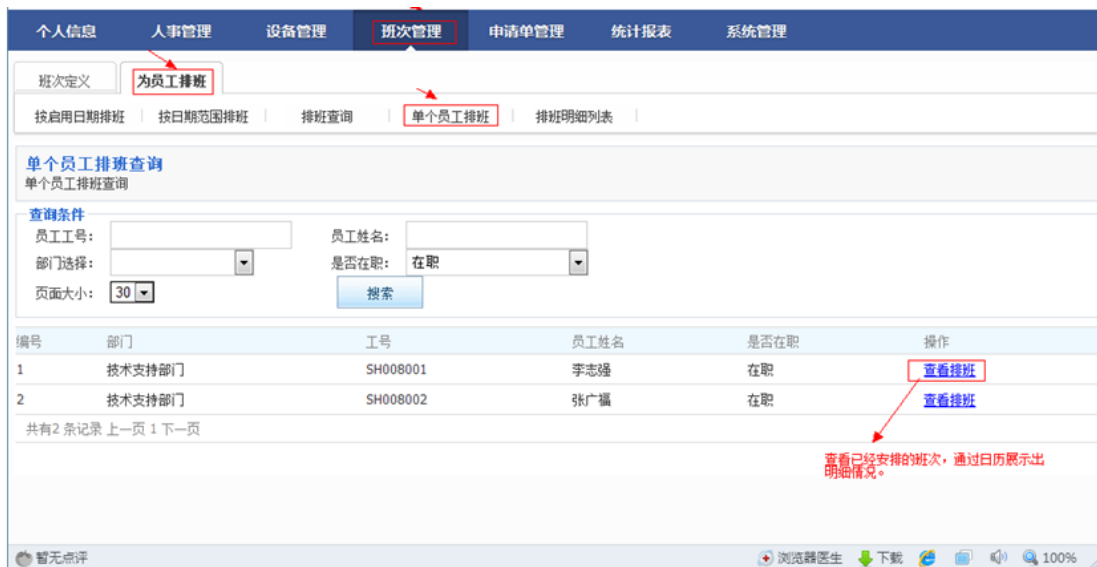 个人信息 人事管理 设备管理 班次管理 申请单管理 统计报表 系统管理
班次定义 为员工排班
按启用日期排班 按日期范围排班 排班查询 单个员工排班 排班明细列表
单个员工排班查询
单个员工排班查询
查询条件
员工工号: 员工姓名:
部门选择: 是否在职: 在职
页面大小: 30 搜索
编号 部门 工号 员工姓名 是否在职 操作
1 技术支持部门 SH008001 李志强 在职 查看排班
2 技术支持部门 SH008002 张广福 在职 查看排班
共有2 条记录 上一页 1 下一页
查看已经安排的班次，通过日历展示出
明细情况。
暂无点评 浏览器医生 下载 100%